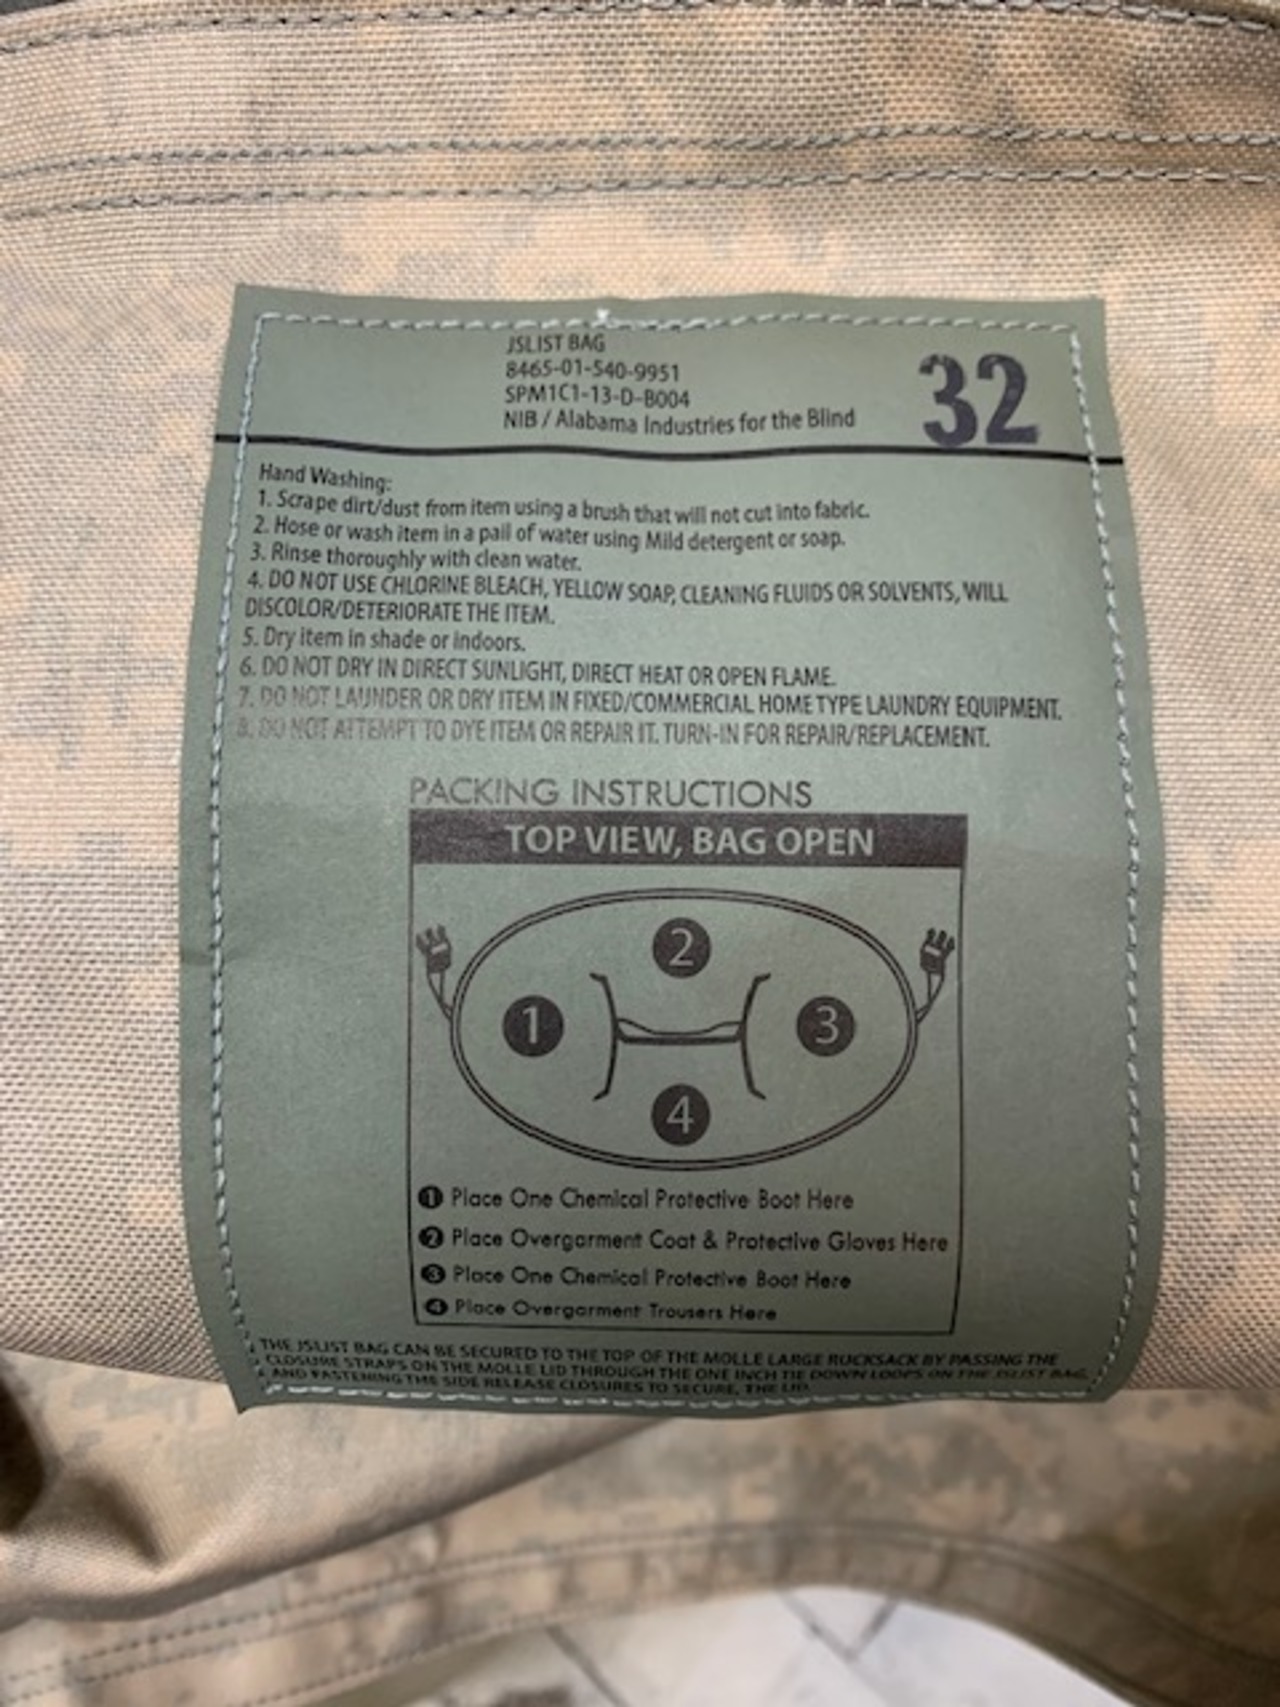 JSLIST BAG
8465-01-540-9951
SPM1C1-13-D-B004
NIB / Alabama Industries for the Blind
32
Hand Washing:
1. Scrape dirt/dust from item using a brush that will not cut into fabric.
2. Hose or wash item in a pail of water using Mild detergent or soap.
3. Rinse thoroughly with clean water.
4. DO NOT USE CHLORINE BLEACH, YELLOW SOAP, CLEANING FLUIDS OR SOLVENTS, WILL
DISCOLOR/DETERIORATE THE ITEM.
5. Dry item in shade or indoors.
6. DO NOT DRY IN DIRECT SUNLIGHT, DIRECT HEAT OR OPEN FLAME.
7. DO NOT LAUNDER OR DRY ITEM IN FIXED/COMMERCIAL HOME TYPE LAUNDRY EQUIPMENT.
8. DO NOT ATTEMPT TO DYE ITEM OR REPAIR IT. TURN-IN FOR REPAIR/REPLACEMENT.
PACKING INSTRUCTIONS
TOP VIEW, BAG OPEN
2
1 3
4
1 Place One Chemical Protective Boot Here
2 Place Overgarment Coat & Protective Gloves Here
3 Place One Chemical Protective Boot Here
4 Place Overgarment Trousers Here
THE JSLIST BAG CAN BE SECURED TO THE TOP OF THE MOLLE LARGE RUCKSACK BY PASSING THE
CLOSURE STRAPS ON THE MOLLE LID THROUGH THE ONE INCH TIE DOWN LOOPS ON THE JSLIST BAG,
AND FASTENING THE SIDE RELEASE CLOSURES TO SECURE, THE LID.